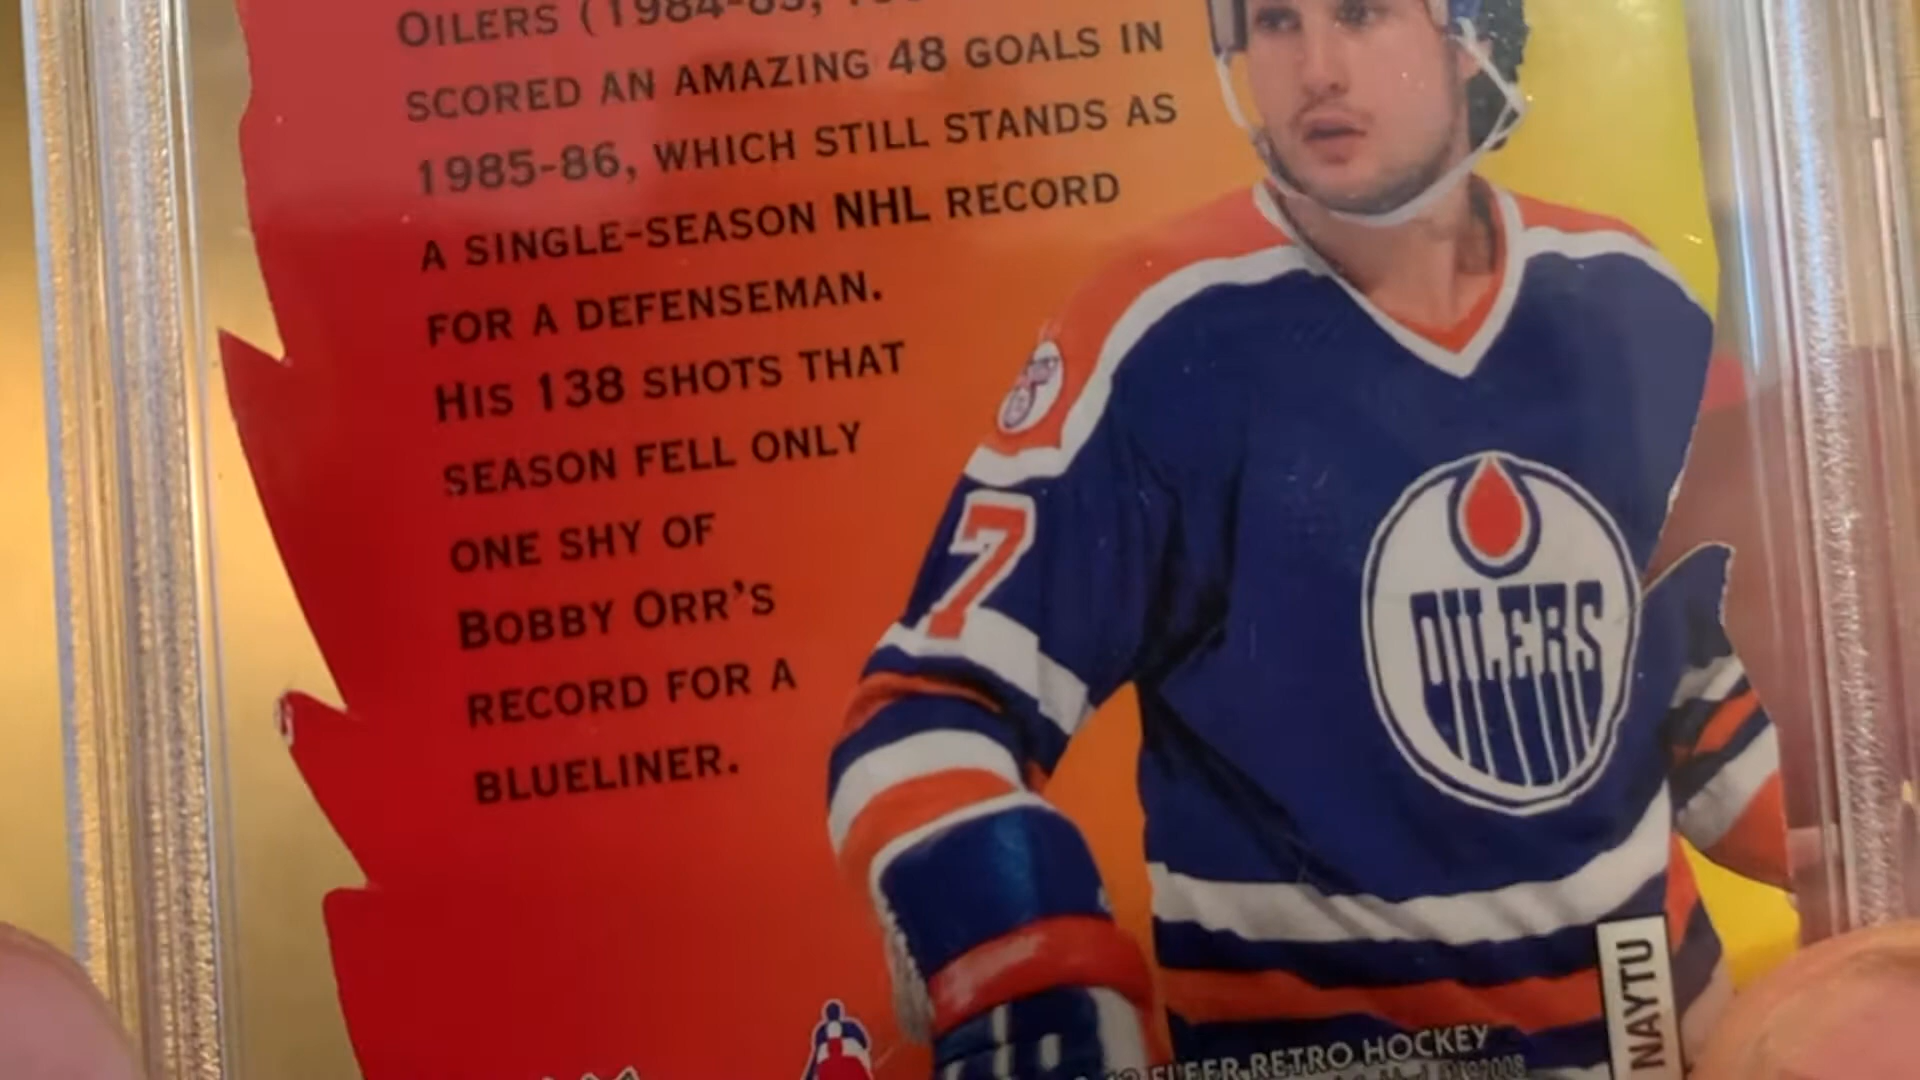 OILERS (1984-85,
SCORED AN AMAZING 48 GOALS IN
1985-86, WHICH STILL STANDS AS
A SINGLE-SEASON NHL RECORD
FOR A DEFENSEMAN.
HIS 138 SHOTS THAT
SEASON FELL ONLY
ONE SHY OF
BOBBY ORR'S
RECORD FOR A
BLUELINER.
7
OILERS
NAYTU
FLEER RETRO HOCKEY